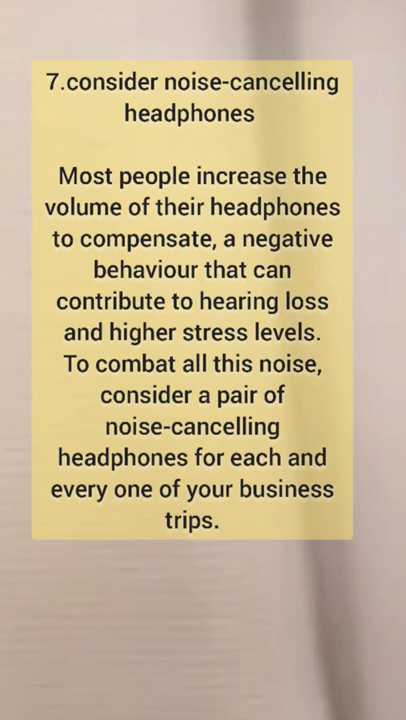 7.consider noise-cancelling
headphones
Most people increase the
volume of their headphones
to compensate, a negative
behaviour that can
contribute to hearing loss
and higher stress levels.
To combat all this noise,
consider a pair of
noise-cancelling
headphones for each and
every one of your business
trips.